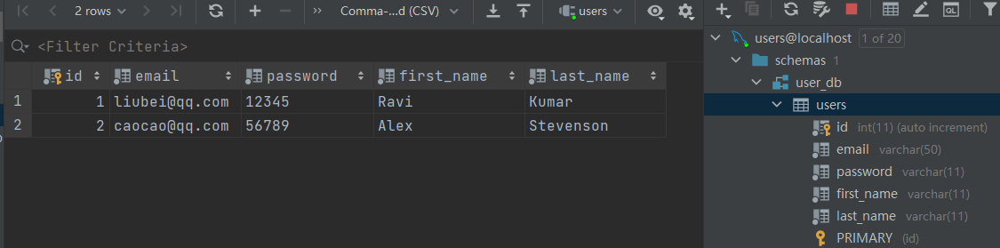 2 rows
Comma-...d (CSV)
users
<Filter Criteria>
id email password first_name last_name
1 1 liubei@qq.com 12345 Ravi Kumar
2 2 caocao@qq.com 56789 Alex Stevenson
QL
users@localhost 1 of 20
schemas 1
user_db
users
id int(11) (auto increment)
email varchar(50)
password varchar(11)
first_name varchar(11)
last_name varchar(11)
PRIMARY (id)